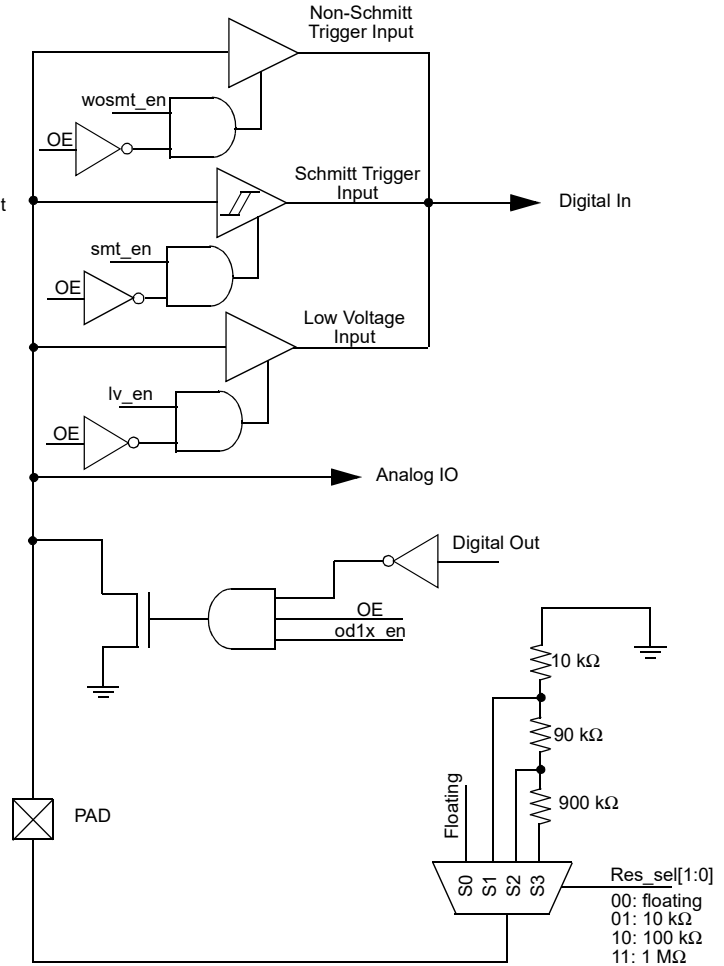 Non-Schmitt
Trigger Input
wosmt_en
OE
Schmitt Trigger
Input
t
Digital In
smt_en
OE
Low Voltage
Input
lv_en
OE
Analog IO
Digital Out
OE
od1x_en
10 kΩ
90 kΩ
900 kΩ
Floating
PAD
S0
S1
S2
S3
Res_sel[1:0]
00: floating
01: 10 kΩ
10: 100 kΩ
11: 1 MΩ